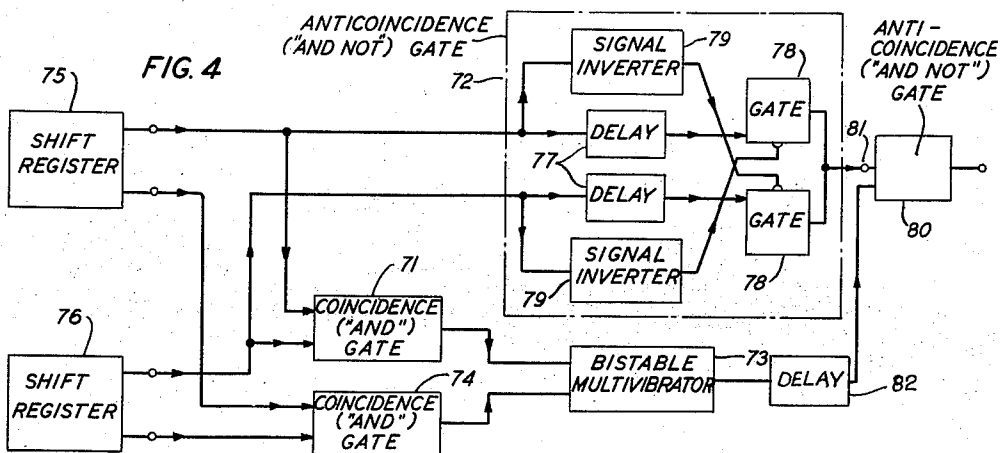 FIG. 4
ANTICOINCIDENCE
("AND NOT") GATE
72
SIGNAL
INVERTER
79
78
GATE
ANTI-
COINCIDENCE
("AND NOT")
GATE
75
SHIFT
REGISTER
DELAY
77
DELAY
81
80
GATE
78
SIGNAL
INVERTER
79
71
COINCIDENCE
("AND")
GATE
76
SHIFT
REGISTER
74
COINCIDENCE
("AND")
GATE
BISTABLE
MULTIVIBRATOR
73
DELAY
82